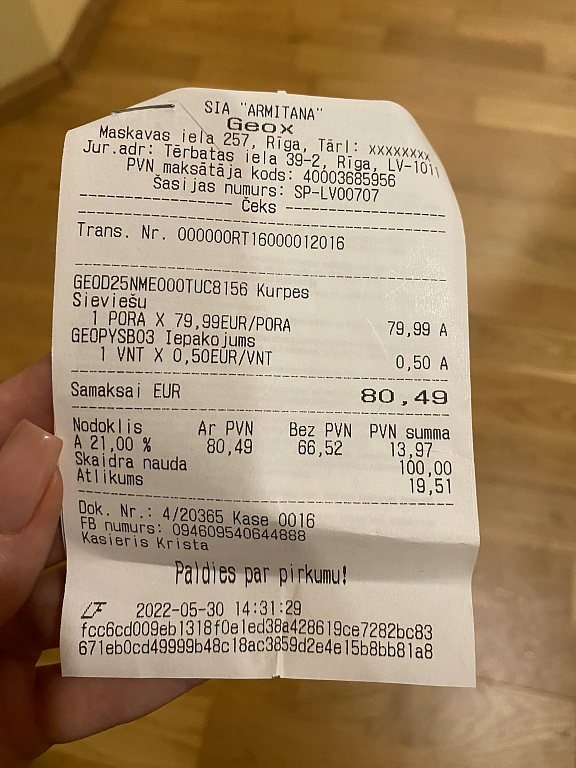 SIA "ARMITANA"
Geox
Maskavas iela 257, Rīga, Tārl: xxxxxxxx
Jur.adr: Tērbatas iela 39-2, Rīga, LV-1011
PVN maksātāja kods: 40003685956
Šasijas numurs: SP-LV00707
Čeks
Trans. Nr. 000000RT16000012016
GEOD25NME000TUC8156 Kurpes
Sieviešu
1 PORA X 79,99EUR/PORA 79,99 A
GEOPYSB03 Iepakojums
1 VNT X 0,50EUR/VNT 0,50 A
Samaksai EUR 80,49
Nodoklis Ar PVN Bez PVN PVN summa
A 21,00 % 80,49 66,52 13,97
Skaidra nauda 100,00
Atlikums 19,51
Dok. Nr.: 4/20365 Kase 0016
FB numurs: 094609540644888
Kasieris Krista
Paldies par pirkumu!
LF 2022-05-30 14:31:29
fcc6cd009eb1318f0e1ed38a428619ce7282bc83
671eb0cd49999b48c18ac3859d2e4e15b8bb81a8